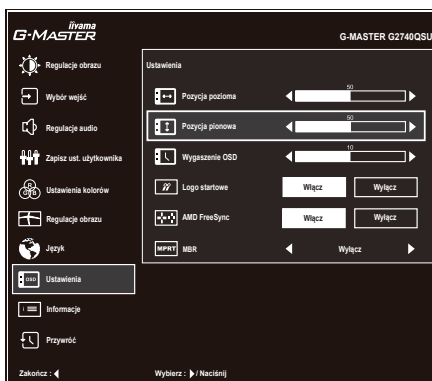 iiyama
G-MASTER
G-MASTER G2740QSU
Regulacje obrazu
Wybór wejść
Regulacje audio
Zapisz ust. użytkownika
Ustawienia kolorów
Regulacje obrazu
Język
OSD Ustawienia
Informacje
Przywróć
Ustawienia
Pozycja pozioma 50
Pozycja pionowa 50
Wygaszenie OSD 10
Logo startowe Włącz Wyłącz
AMD FreeSync Włącz Wyłącz
MPRT MBR Wyłącz
Zakończ :
Wybierz : / Naciśnij